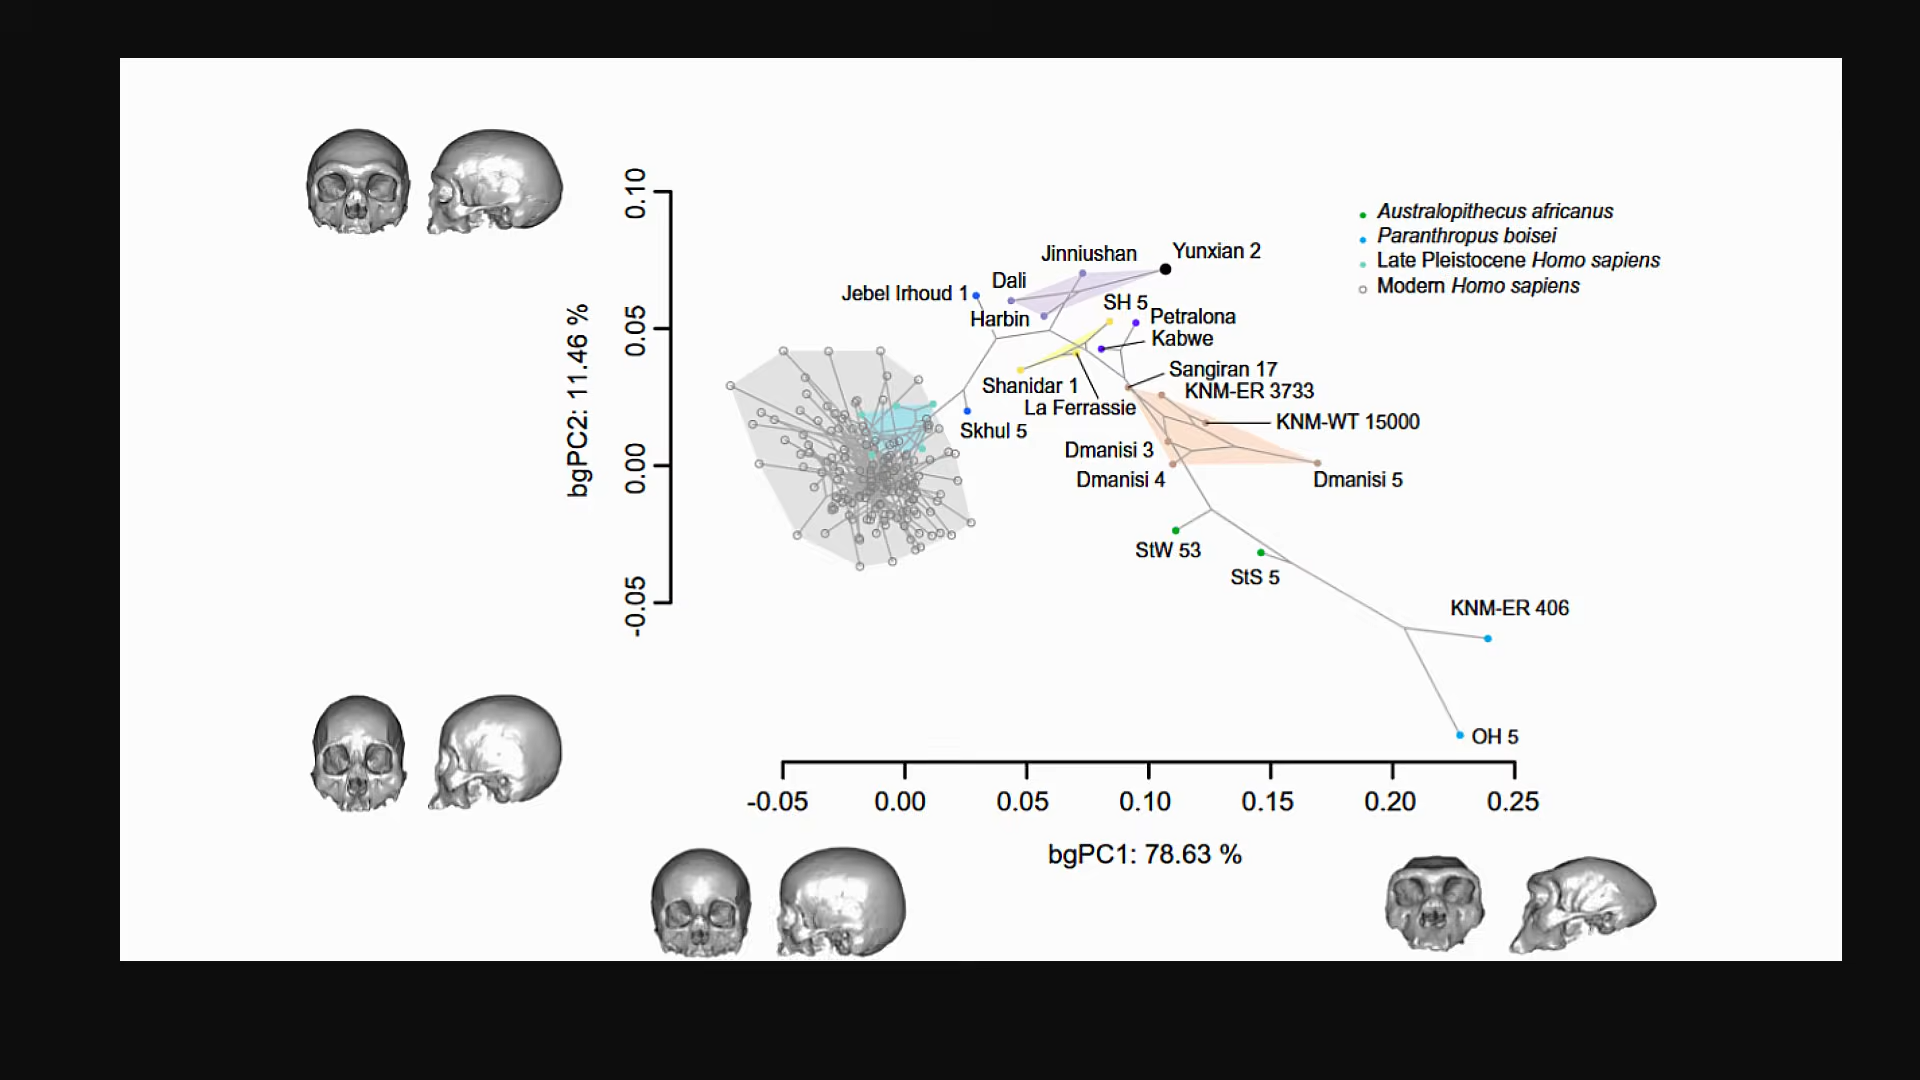 Australopithecus africanus
Paranthropus boisei
Late Pleistocene Homo sapiens
Modern Homo sapiens
Jinniushan
Yunxian 2
Dali
Jebel Irhoud 1
Harbin
SH 5
Petralona
Kabwe
Sangiran 17
Shanidar 1
KNM-ER 3733
La Ferrassie
KNM-WT 15000
Skhul 5
Dmanisi 3
Dmanisi 4
Dmanisi 5
StW 53
StS 5
KNM-ER 406
OH 5
bgPC2: 11.46 %
0.10
0.05
0.00
-0.05
-0.05
0.00
0.05
0.10
0.15
0.20
0.25
bgPC1: 78.63 %